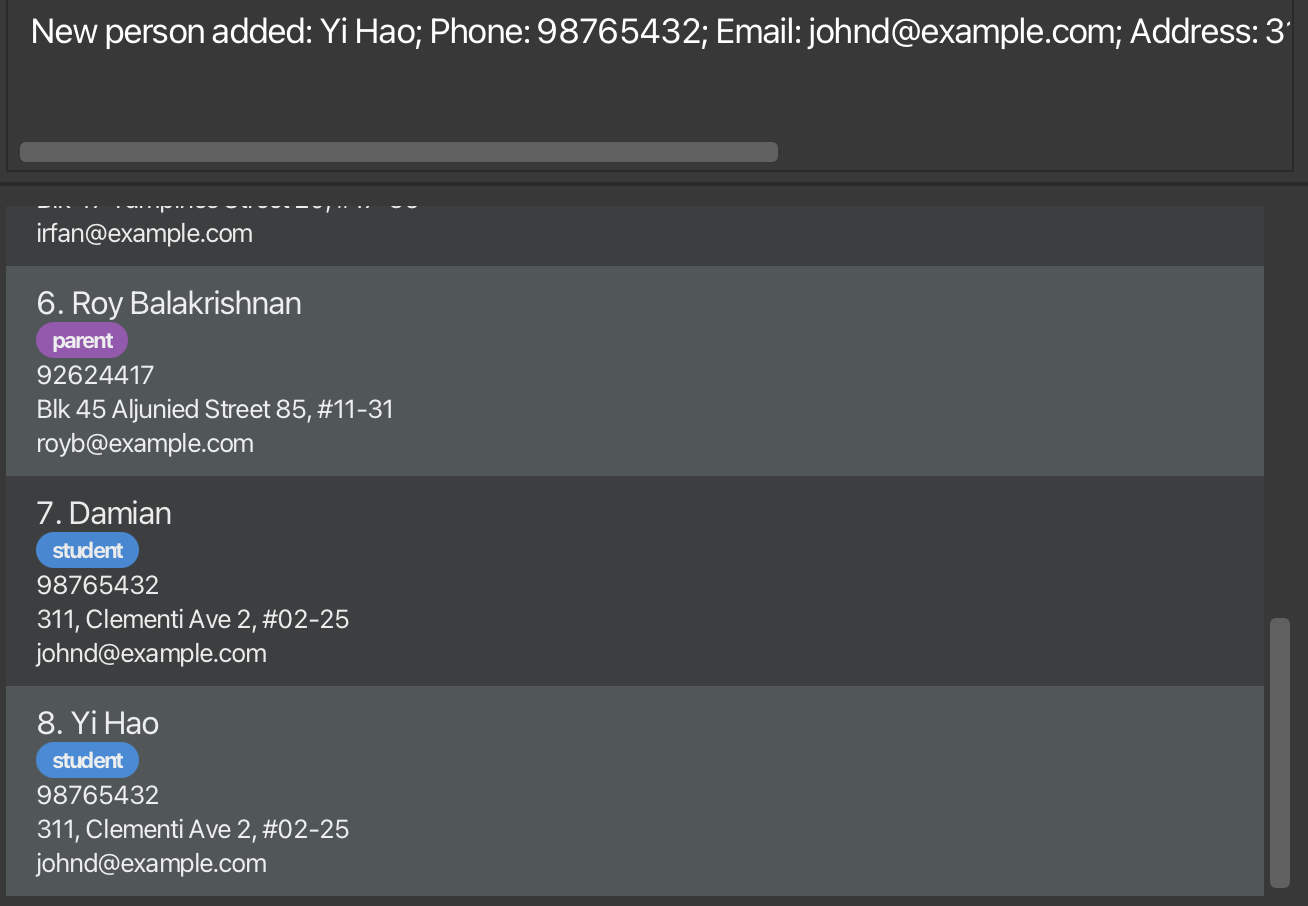 New person added: Yi Hao; Phone: 98765432; Email: johnd@example.com; Address:
irfan@example.com
6. Roy Balakrishnan
parent
92624417
Blk 45 Aljunied Street 85, #11-31
royb@example.com
7. Damian
student
98765432
311, Clementi Ave 2, #02-25
johnd@example.com
8. Yi Hao
student
98765432
311, Clementi Ave 2, #02-25
johnd@example.com